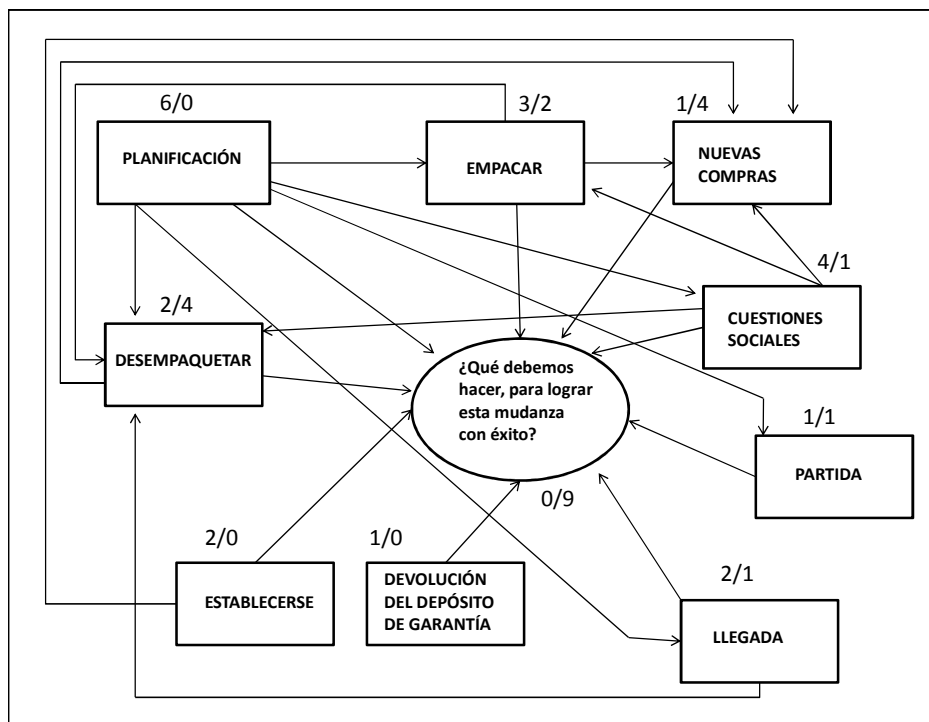 6/0
3/2
1/4
PLANIFICACIÓN
EMPACAR
NUEVAS
COMPRAS
4/1
2/4
CUESTIONES
SOCIALES
DESEMPAQUETAR
¿Qué debemos
hacer, para lograr
esta mudanza
con éxito?
1/1
PARTIDA
0/9
2/0
1/0
2/1
ESTABLECERSE
DEVOLUCIÓN
DEL DEPÓSITO
DE GARANTÍA
LLEGADA